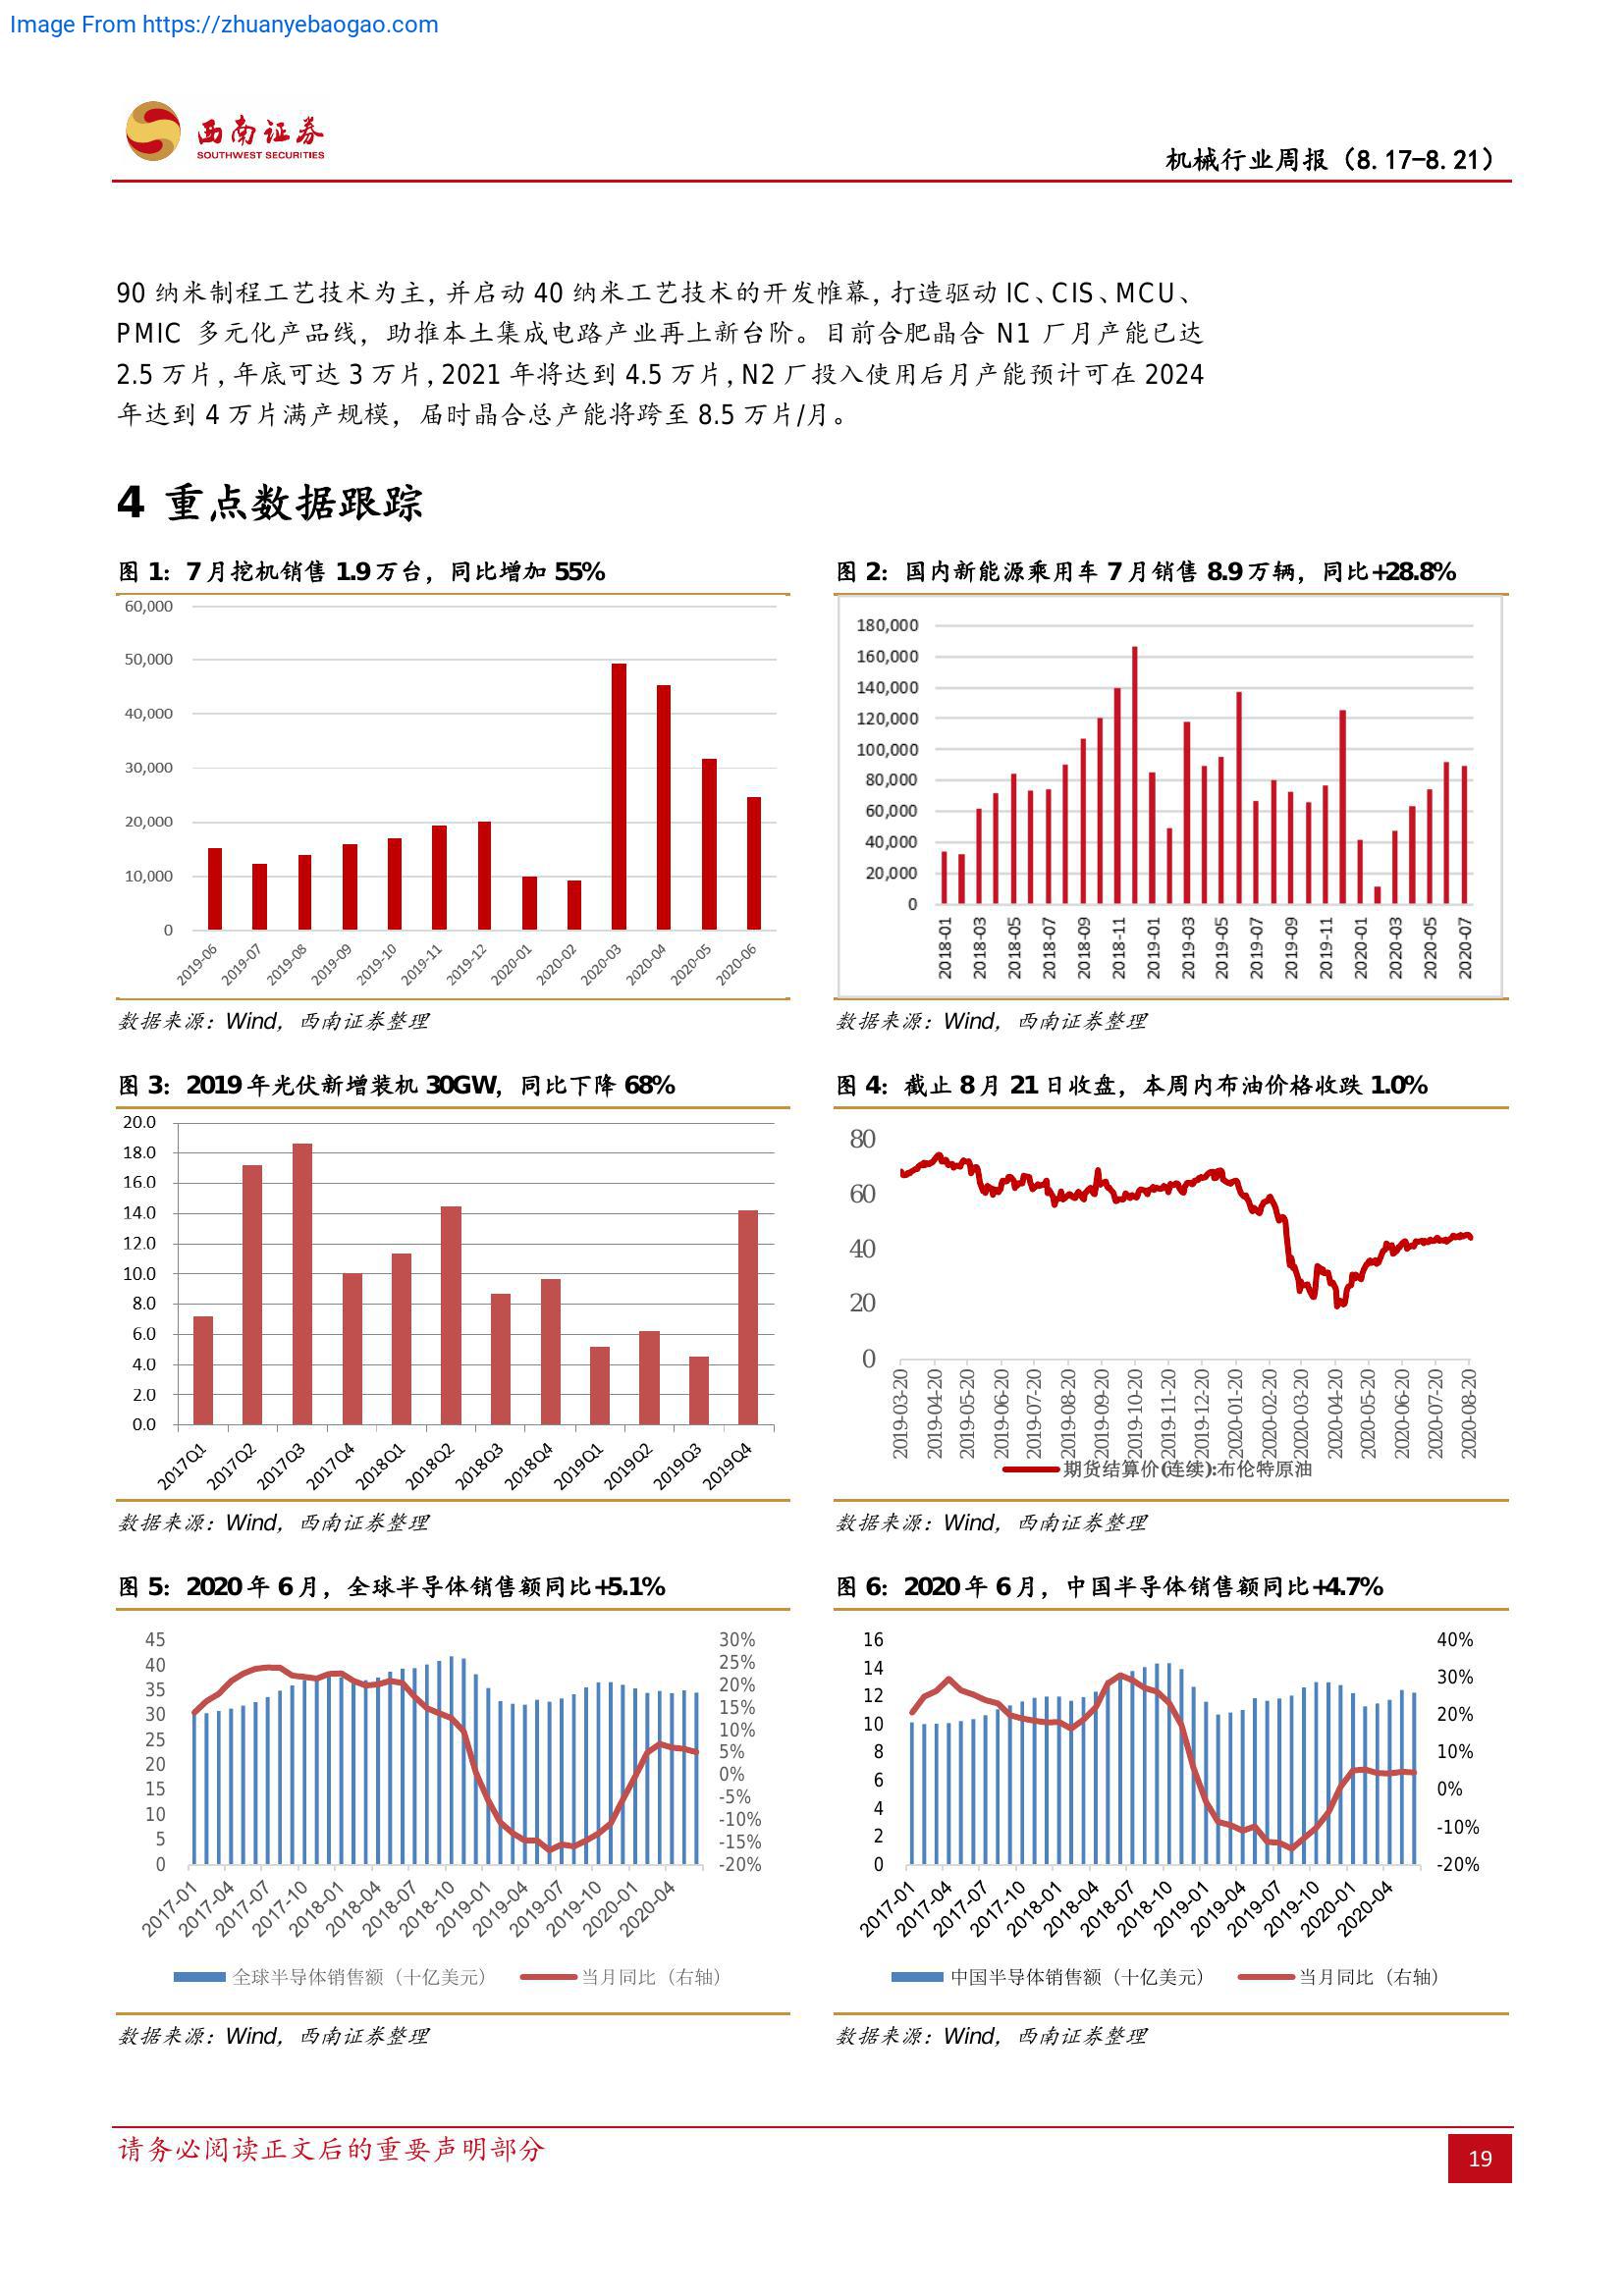 Image From https://zhuanyebaogao.com
西南证券
SOUTHWEST SECURITIES
机械行业周报（8.17-8.21）
90 纳米制程工艺技术为主，并启动 40 纳米工艺技术的开发帷幕，打造驱动 IC、CIS、MCU、
PMIC 多元化产品线，助推本土集成电路产业再上新台阶。目前合肥晶合 N1 厂月产能已达
2.5 万片，年底可达 3 万片，2021 年将达到 4.5 万片，N2 厂投入使用后月产能预计可在 2024
年达到 4 万片满产规模，届时晶合总产能将跨至 8.5 万片/月。
4 重点数据跟踪
图 1：7 月挖机销售 1.9 万台，同比增加 55%
60,000
50,000
40,000
30,000
20,000
10,000
0
2019-06 2019-07 2019-08 2019-09 2019-10 2019-11 2019-12 2020-01 2020-02 2020-03 2020-04 2020-05 2020-06
数据来源：Wind，西南证券整理
图 2：国内新能源乘用车 7 月销售 8.9 万辆，同比+28.8%
180,000
160,000
140,000
120,000
100,000
80,000
60,000
40,000
20,000
0
2018-01 2018-03 2018-05 2018-07 2018-09 2018-11 2019-01 2019-03 2019-05 2019-07 2019-09 2019-11 2020-01 2020-03 2020-05 2020-07
数据来源：Wind，西南证券整理
图 3：2019 年光伏新增装机 30GW，同比下降 68%
20.0
18.0
16.0
14.0
12.0
10.0
8.0
6.0
4.0
2.0
0.0
2017Q1 2017Q2 2017Q3 2017Q4 2018Q1 2018Q2 2018Q3 2018Q4 2019Q1 2019Q2 2019Q3 2019Q4
数据来源：Wind，西南证券整理
图 4：截止 8 月 21 日收盘，本周内布油价格收跌 1.0%
80
60
40
20
0
2019-03-20 2019-04-20 2019-05-20 2019-06-20 2019-07-20 2019-08-20 2019-09-20 2019-10-20 2019-11-20 2019-12-20 2020-01-20 2020-02-20 2020-03-20 2020-04-20 2020-05-20 2020-06-20 2020-07-20 2020-08-20
期货结算价(连续):布伦特原油
数据来源：Wind，西南证券整理
图 5：2020 年 6 月，全球半导体销售额同比+5.1%
45
40
35
30
25
20
15
10
5
0
30%
25%
20%
15%
10%
5%
0%
-5%
-10%
-15%
-20%
2017-01 2017-04 2017-07 2017-10 2018-01 2018-04 2018-07 2018-10 2019-01 2019-04 2019-07 2019-10 2020-01 2020-04
全球半导体销售额（十亿美元） 当月同比（右轴）
数据来源：Wind，西南证券整理
图 6：2020 年 6 月，中国半导体销售额同比+4.7%
16
14
12
10
8
6
4
2
0
40%
30%
20%
10%
0%
-10%
-20%
2017-01 2017-04 2017-07 2017-10 2018-01 2018-04 2018-07 2018-10 2019-01 2019-04 2019-07 2019-10 2020-01 2020-04
中国半导体销售额（十亿美元） 当月同比（右轴）
数据来源：Wind，西南证券整理
请务必阅读正文后的重要声明部分
19